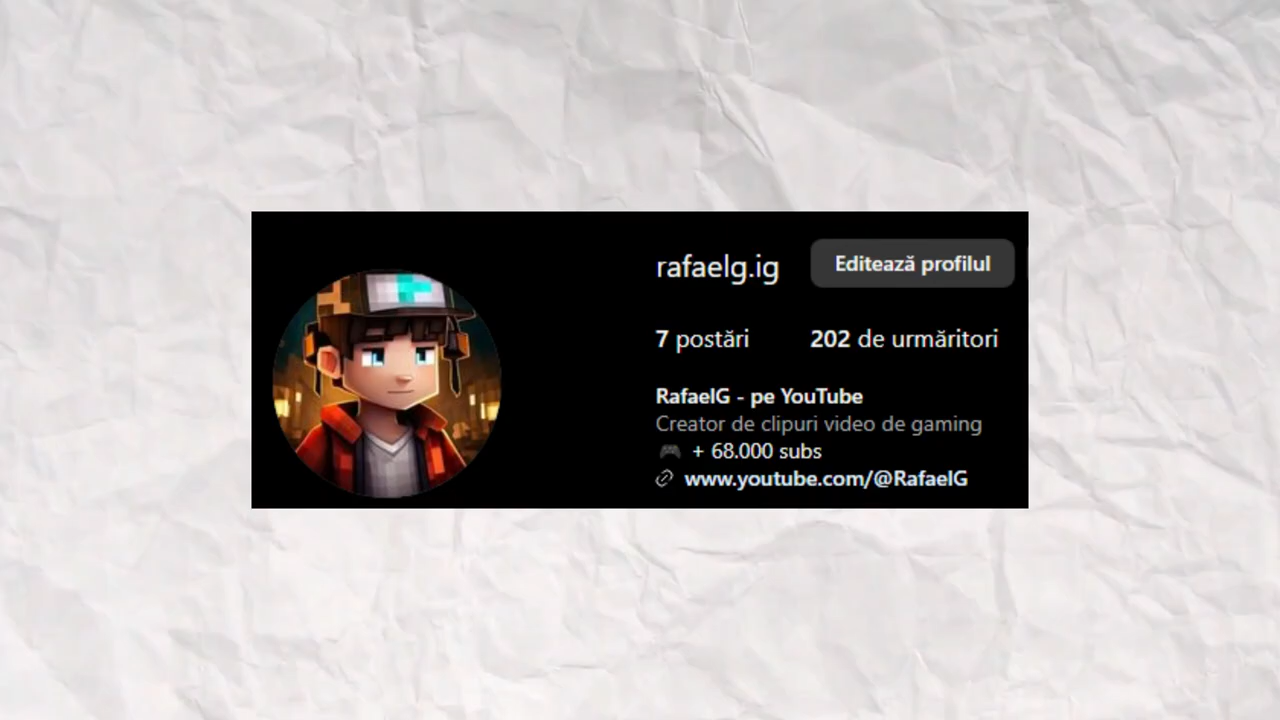 rafaelg.ig
Editează profilul
7 postări
202 de urmăritori
RafaelG - pe YouTube
Creator de clipuri video de gaming
🎮 + 68.000 subs
www.youtube.com/@RafaelG